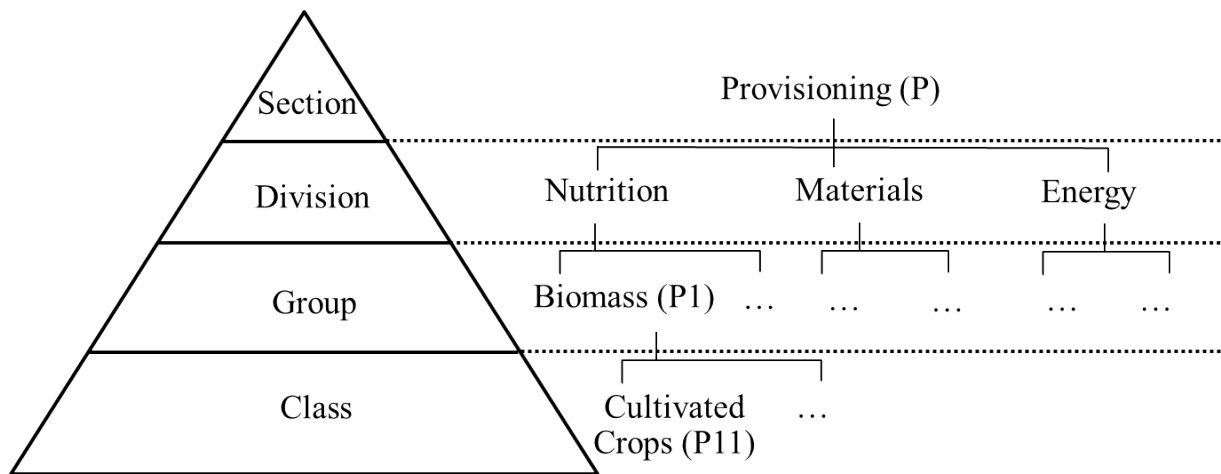 Section
Provisioning (P)
Division
Nutrition
Materials
Energy
Group
Biomass (P1)
...
...
...
...
...
Class
Cultivated
Crops (P11)
...